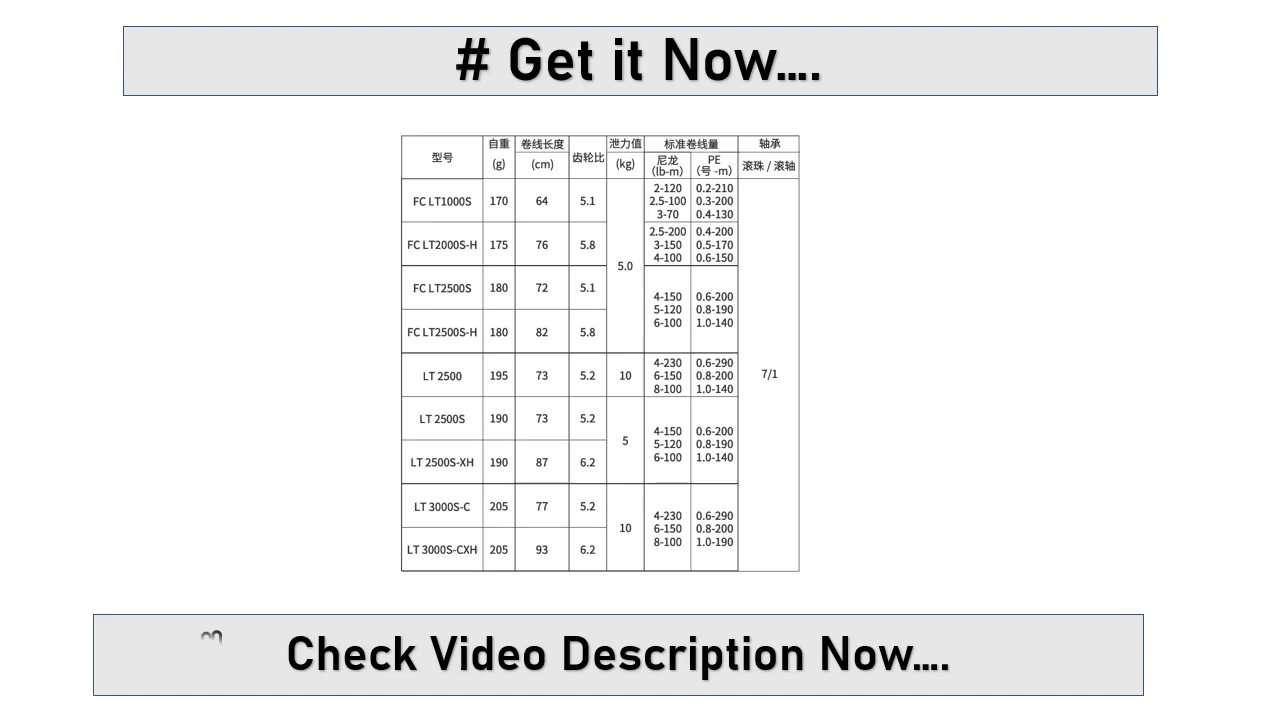 # Get it Now....
型号 自重 (g) 卷线长度 (cm) 齿轮比 泄力值 (kg) 标准卷线量 尼龙 (lb-m) PE (号 -m) 轴承 滚珠 / 滚轴
FC LT1000S 170 64 5.1 5.0 2-120 0.2-210 7/1
2.5-100 0.3-200
3-70 0.4-130
FC LT2000S-H 175 76 5.8 2.5-200 0.4-200
3-150 0.5-170
4-100 0.6-150
FC LT2500S 180 72 5.1 4-150 0.6-200
5-120 0.8-190
6-100 1.0-140
FC LT2500S-H 180 82 5.8
LT 2500 195 73 5.2 10 4-230 0.6-290
6-150 0.8-200
8-100 1.0-140
LT 2500S 190 73 5.2 5 4-150 0.6-200
5-120 0.8-190
6-100 1.0-140
LT 2500S-XH 190 87 6.2
LT 3000S-C 205 77 5.2 10 4-230 0.6-290
6-150 0.8-200
8-100 1.0-190
LT 3000S-CXH 205 93 6.2
Check Video Description Now....